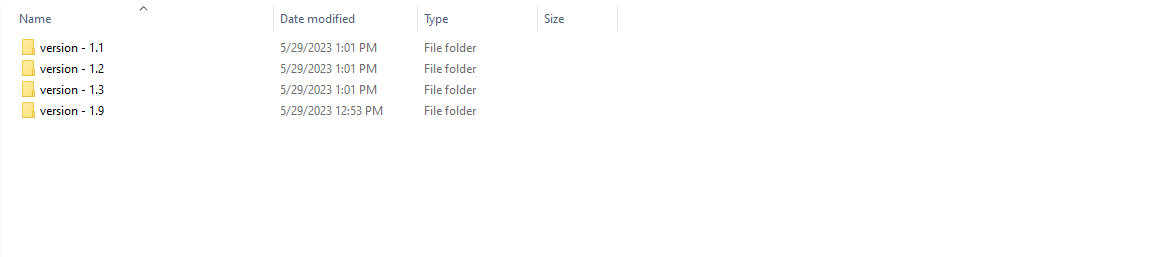 Name Date modified Type Size
version - 1.1 5/29/2023 1:01 PM File folder
version - 1.2 5/29/2023 1:01 PM File folder
version - 1.3 5/29/2023 1:01 PM File folder
version - 1.9 5/29/2023 12:53 PM File folder